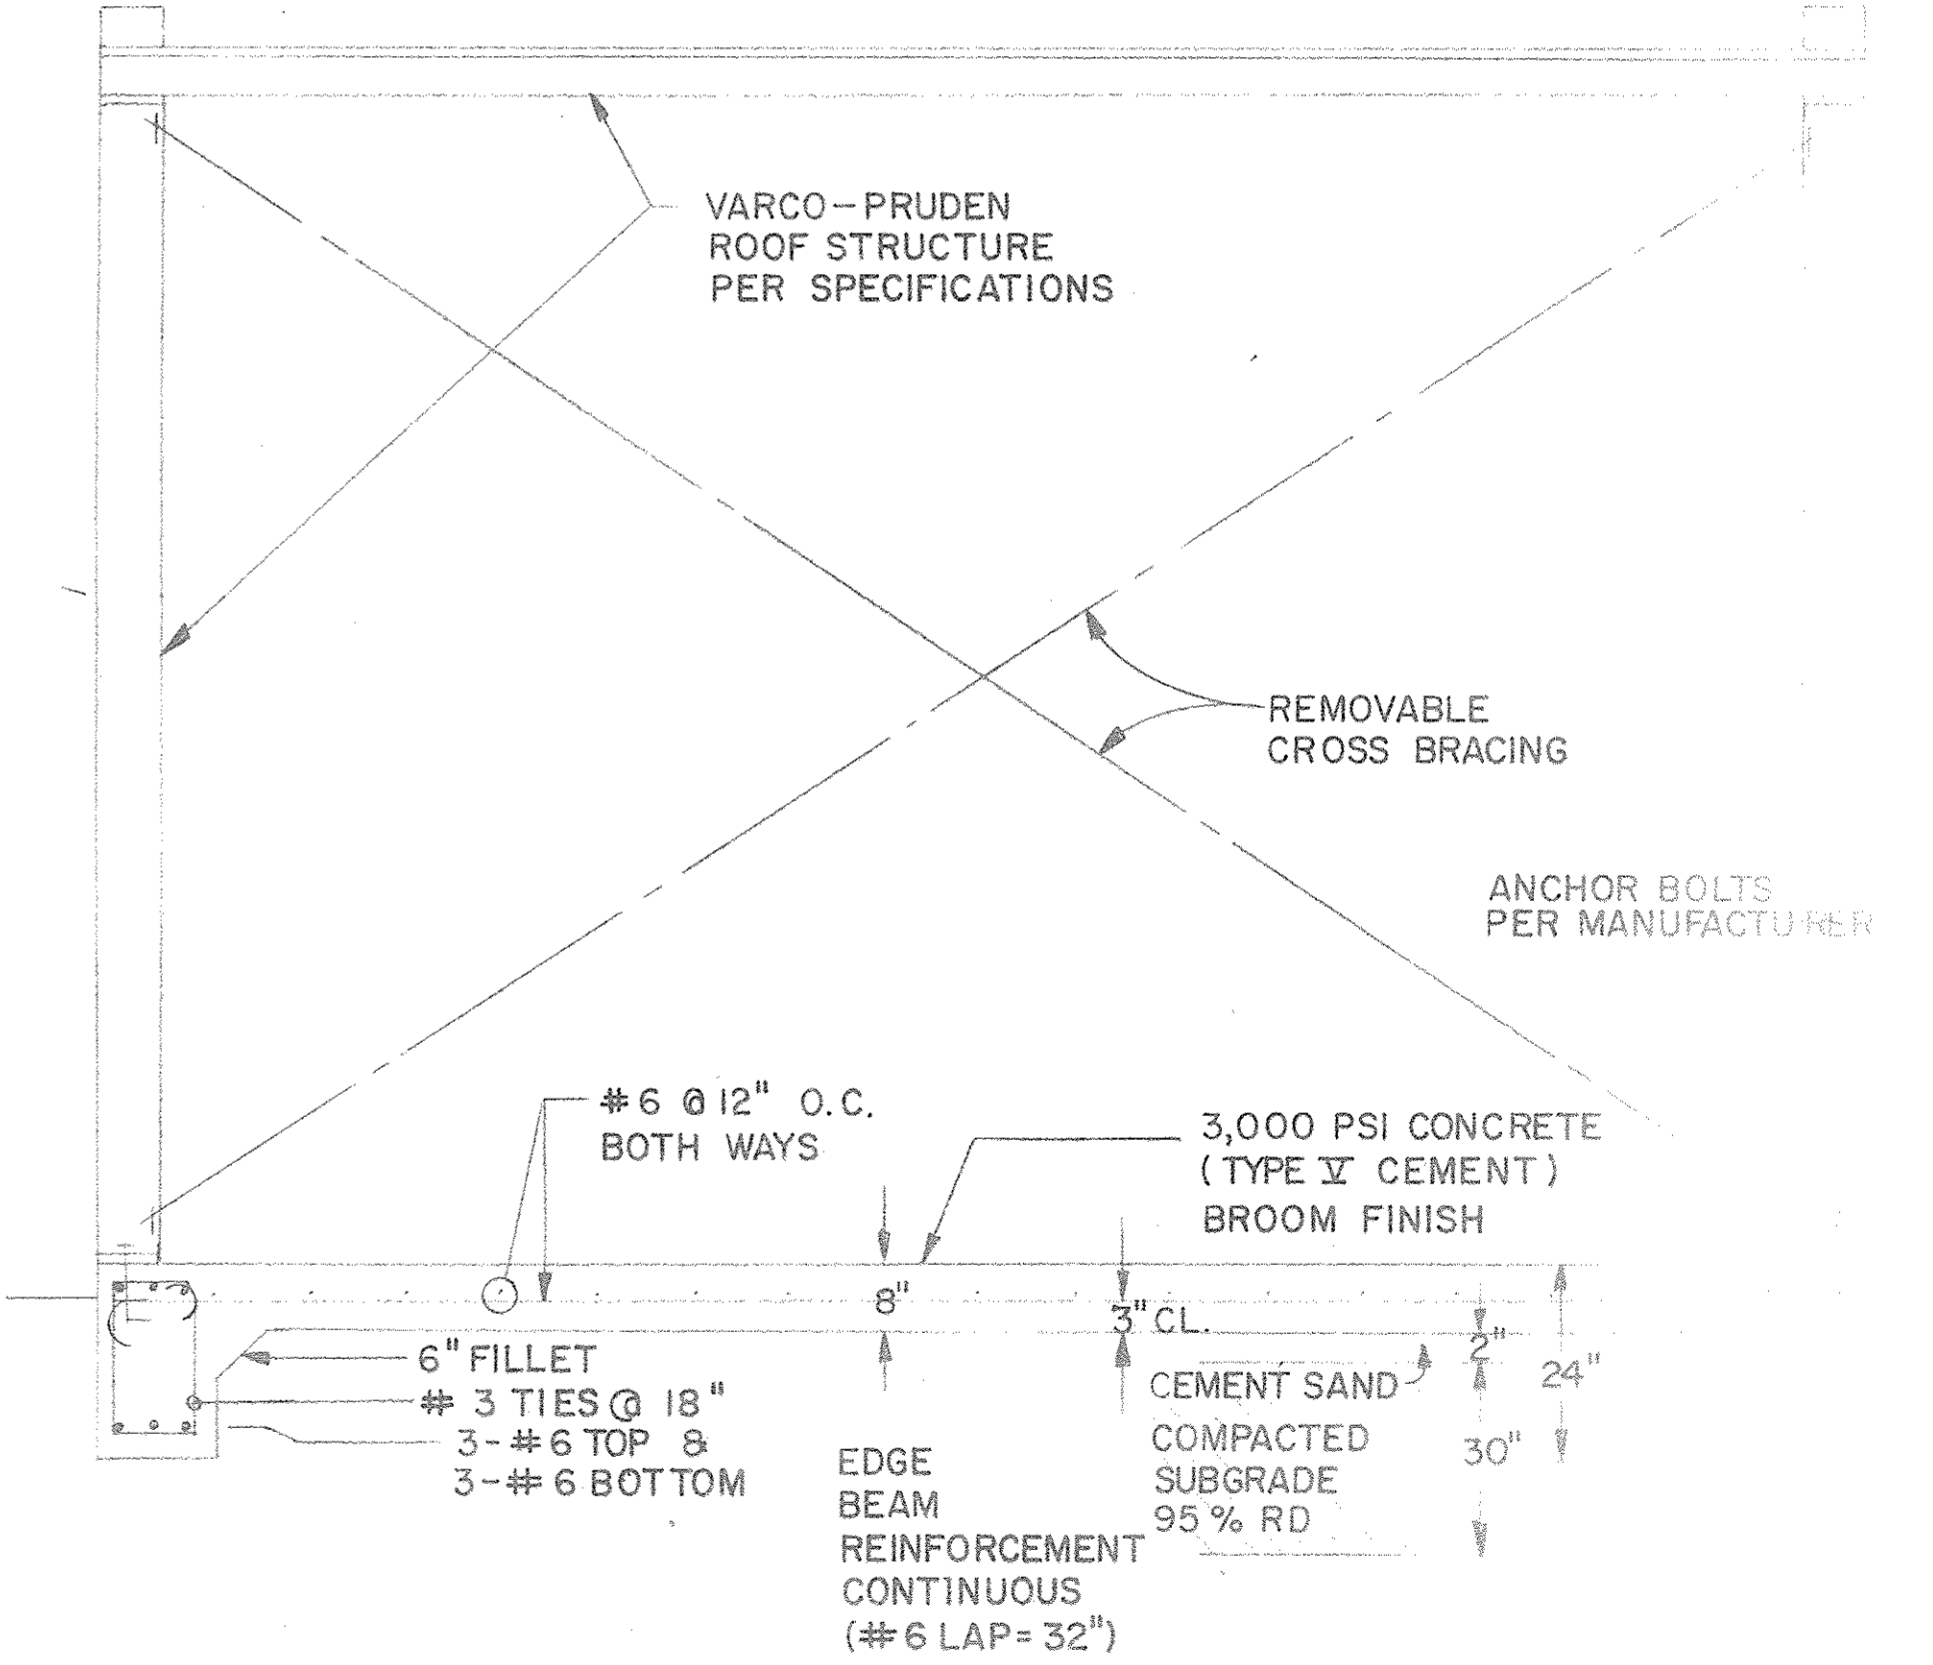 VARCO-PRUDEN
ROOF STRUCTURE
PER SPECIFICATIONS
REMOVABLE
CROSS BRACING
ANCHOR BOLTS
PER MANUFACTURER
#6 @ 12" O.C.
BOTH WAYS
3,000 PSI CONCRETE
(TYPE V CEMENT)
BROOM FINISH
8"
3" CL.
2"
24"
30"
6" FILLET
# 3 TIES @ 18"
3-#6 TOP &
3-#6 BOTTOM
CEMENT SAND
COMPACTED
SUBGRADE
95% RD
EDGE
BEAM
REINFORCEMENT
CONTINUOUS
(#6 LAP= 32")